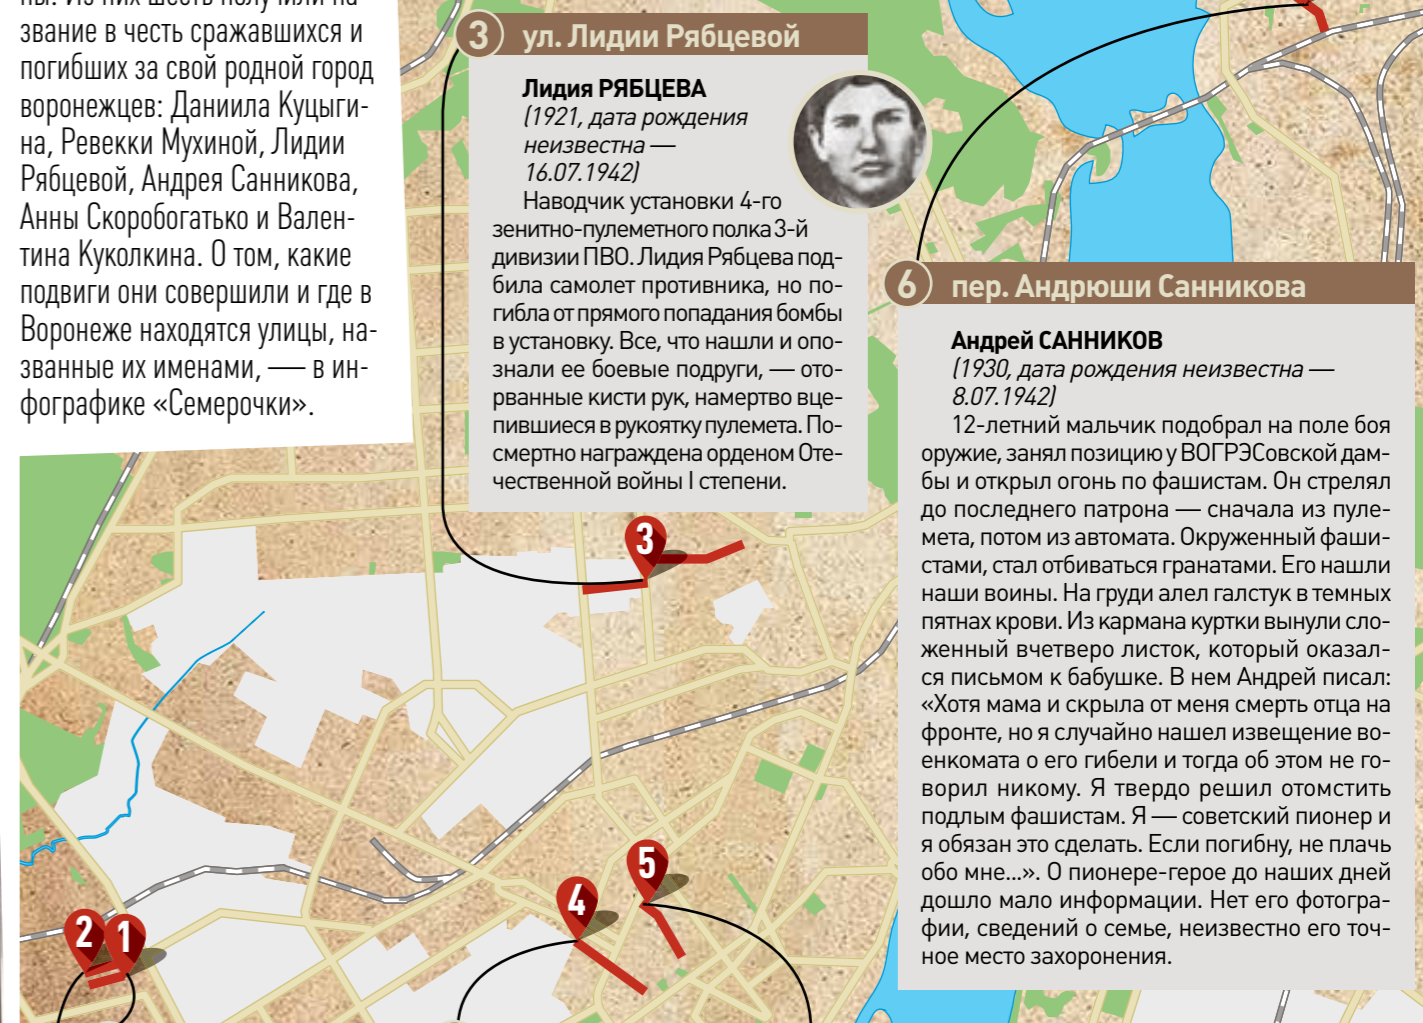 ны. Из них шесть получили на-
звание в честь сражавшихся и
погибших за свой родной город
воронежцев: Даниила Куцыги-
на, Ревекки Мухиной, Лидии
Рябцевой, Андрея Санникова,
Анны Скоробогатько и Вален-
тина Куколкина. О том, какие
подвиги они совершили и где в
Воронеже находятся улицы, на-
званные их именами, — в ин-
фографике «Семерочки».
3 ул. Лидии Рябцевой
Лидия РЯБЦЕВА
(1921, дата рождения
неизвестна —
16.07.1942)
Наводчик установки 4-го
зенитно-пулеметного полка 3-й
дивизии ПВО. Лидия Рябцева под-
била самолет противника, но по-
гибла от прямого попадания бомбы
в установку. Все, что нашли и опо-
знали ее боевые подруги, — ото-
рванные кисти рук, намертво вце-
пившиеся в рукоятку пулемета. По-
смертно награждена орденом Оте-
чественной войны I степени.
6 пер. Андрюши Санникова
Андрей САННИКОВ
(1930, дата рождения неизвестна —
8.07.1942)
12-летний мальчик подобрал на поле боя
оружие, занял позицию у ВОГРЭСовской дам-
бы и открыл огонь по фашистам. Он стрелял
до последнего патрона — сначала из пуле-
мета, потом из автомата. Окруженный фаши-
стами, стал отбиваться гранатами. Его нашли
наши воины. На груди алел галстук в темных
пятнах крови. Из кармана куртки вынули сло-
женный вчетверо листок, который оказал-
ся письмом к бабушке. В нем Андрей писал:
«Хотя мама и скрыла от меня смерть отца на
фронте, но я случайно нашел извещение во-
енкомата о его гибели и тогда об этом не го-
ворил никому. Я твердо решил отомстить
подлым фашистам. Я — советский пионер и
я обязан это сделать. Если погибну, не плачь
обо мне...». О пионере-герое до наших дней
дошло мало информации. Нет его фотогра-
фии, сведений о семье, неизвестно его точ-
ное место захоронения.
3
5
4
2
1